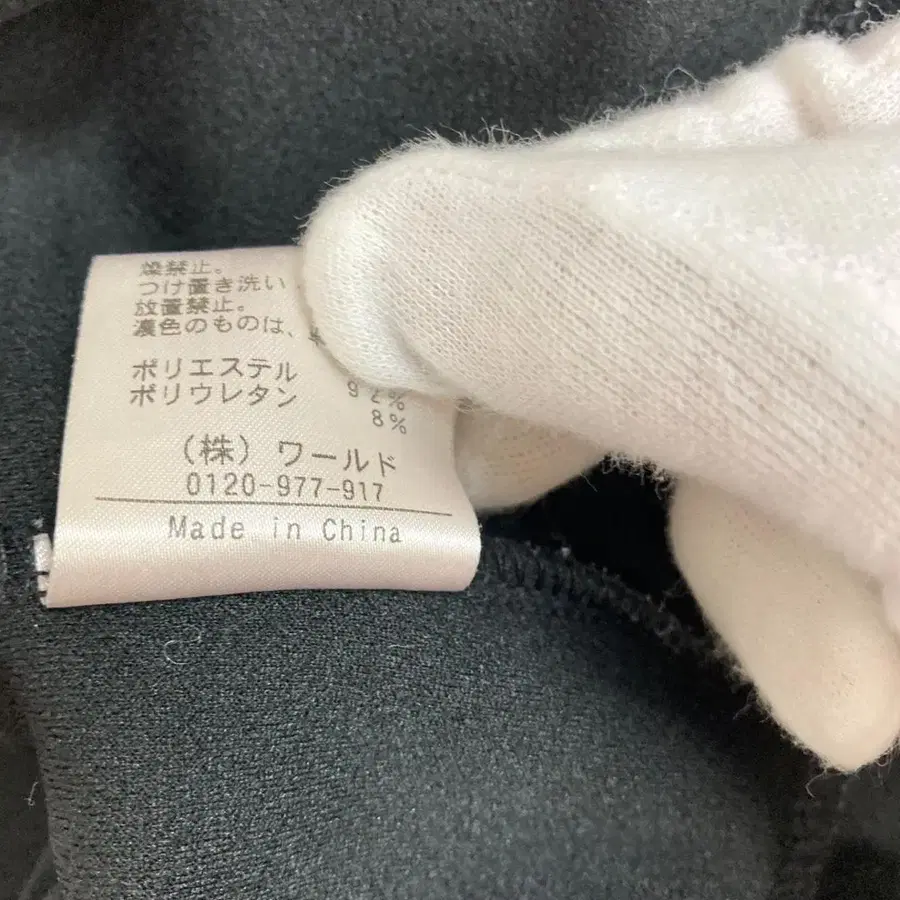 燥禁止。
つけ置き洗い
放置禁止。
濃色のものは、
ポリエステル 92%
ポリウレタン 8%
(株)ワールド
0120-977-917
Made in China